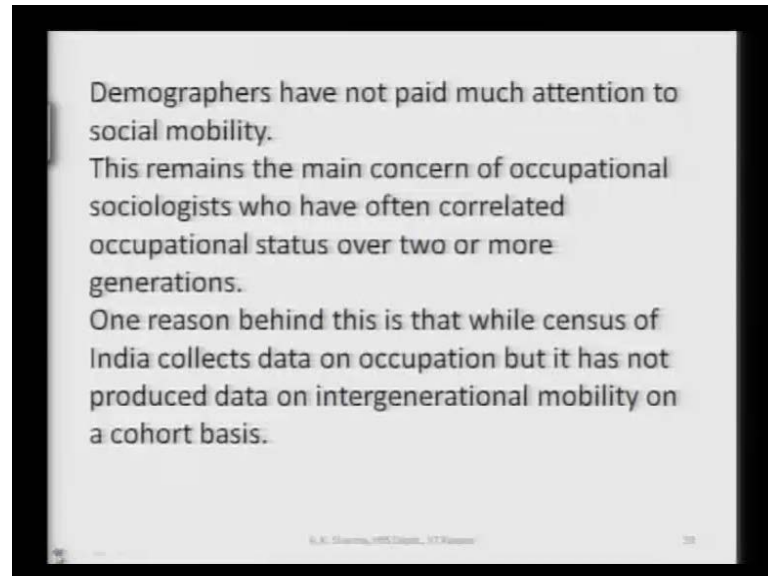 Demographers have not paid much attention to
social mobility.
This remains the main concern of occupational
sociologists who have often correlated
occupational status over two or more
generations.
One reason behind this is that while census of
India collects data on occupation but it has not
produced data on intergenerational mobility on
a cohort basis.